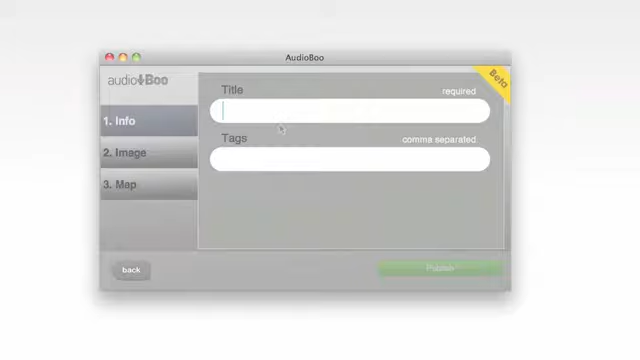 AudioBoo
audioBoo
Beta
Title
required
1. Info
Tags
comma separated
2. Image
3. Map
back
Publish